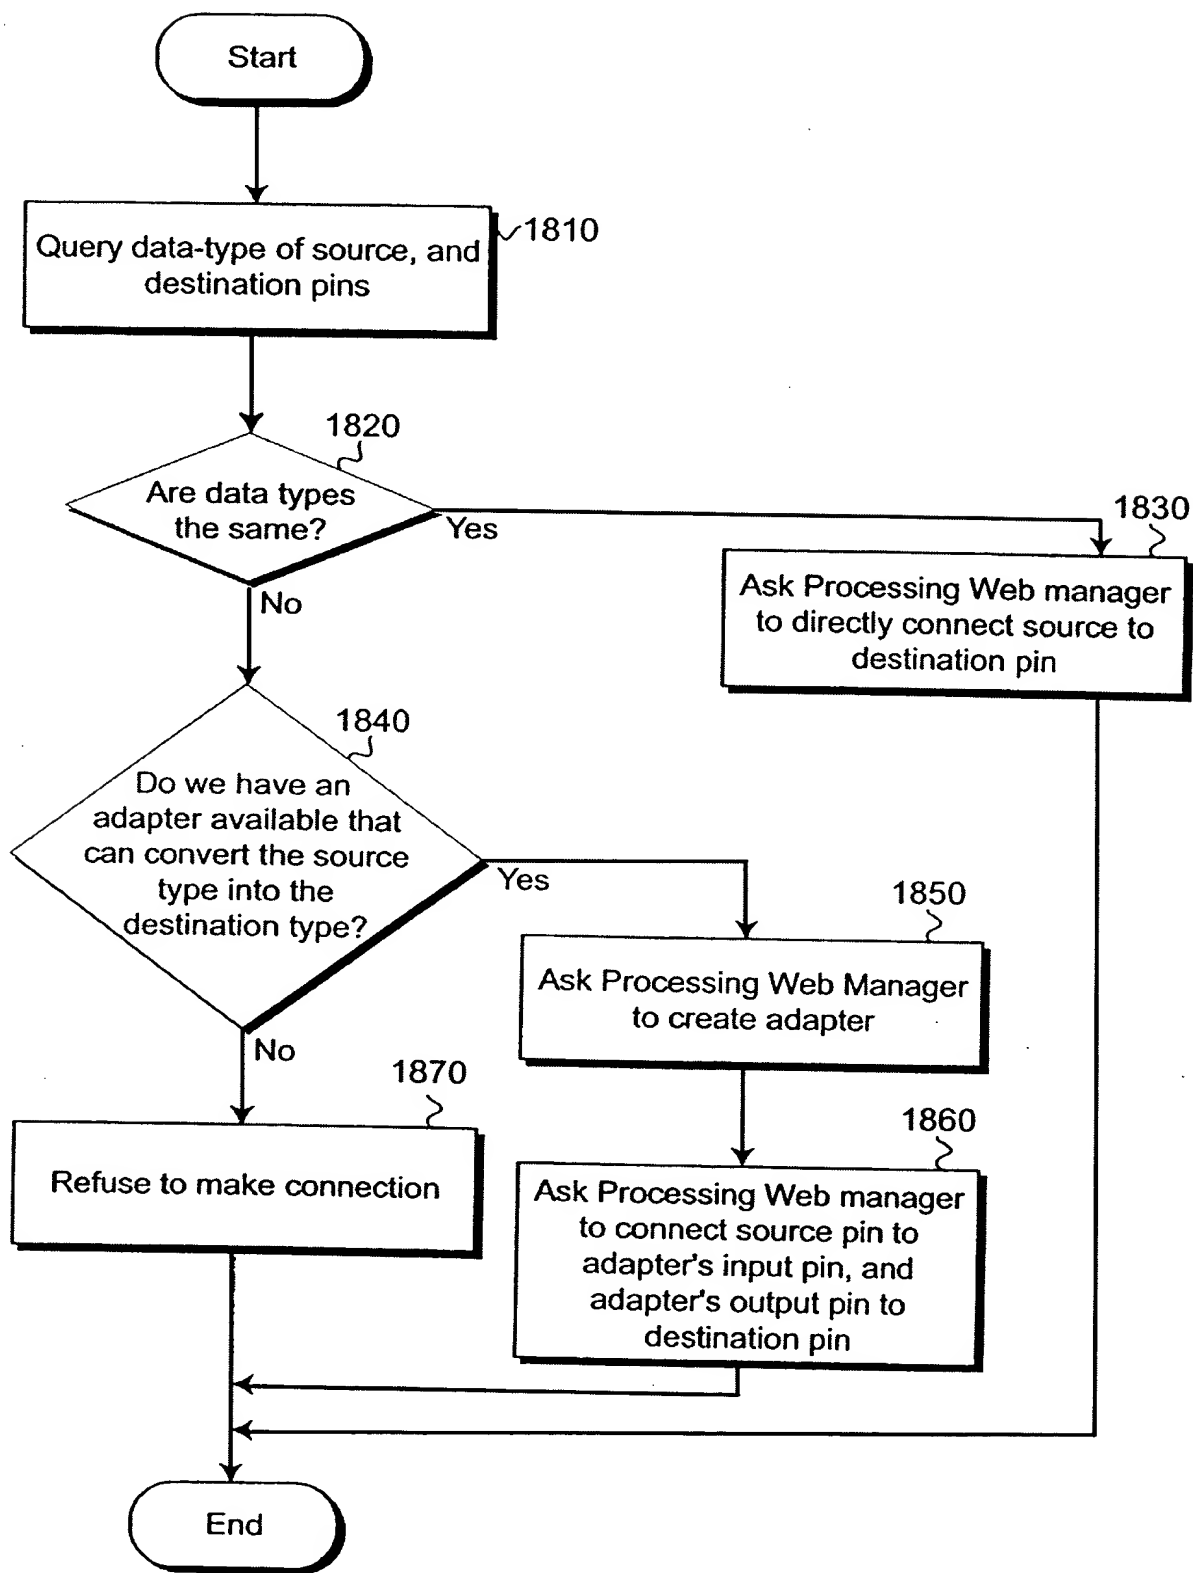 Start
Query data-type of source, and
destination pins
1810
1820
Are data types
the same?
Yes
No
1830
Ask Processing Web manager
to directly connect source to
destination pin
1840
Do we have an
adapter available that
can convert the source
type into the
destination type?
Yes
No
1850
Ask Processing Web Manager
to create adapter
1870
Refuse to make connection
1860
Ask Processing Web manager
to connect source pin to
adapter's input pin, and
adapter's output pin to
destination pin
End